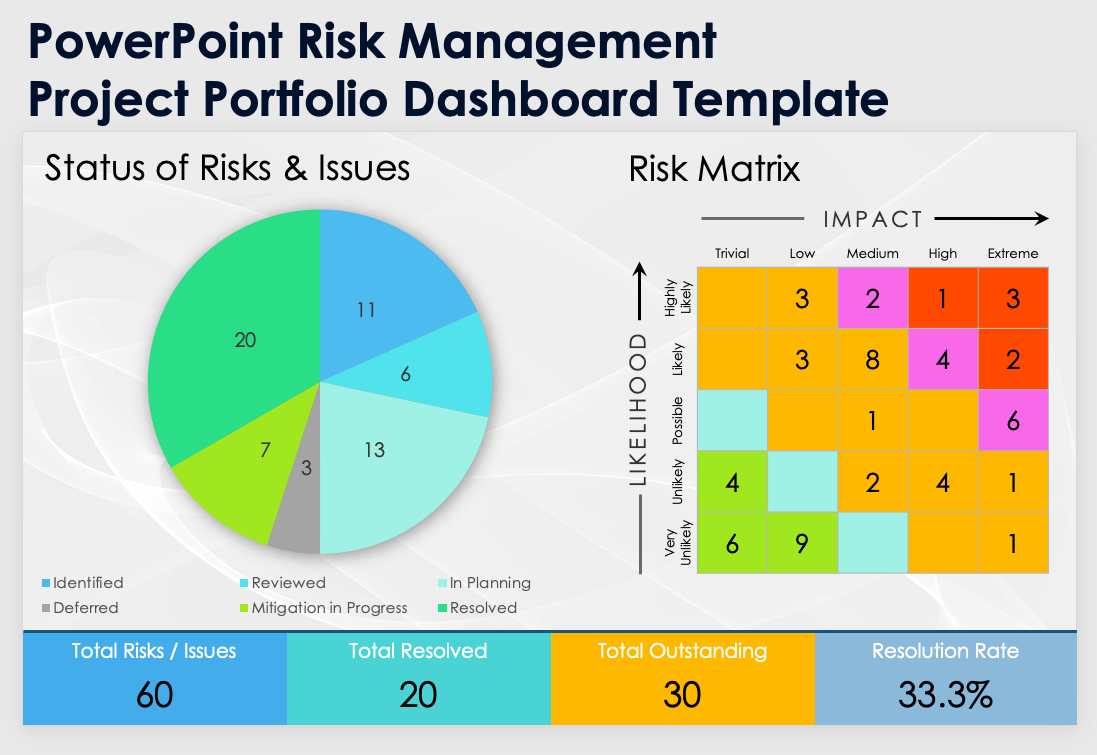 PowerPoint Risk Management
Project Portfolio Dashboard Template
Status of Risks & Issues
11
6
13
3
7
20
Identified
Reviewed
In Planning
Deferred
Mitigation in Progress
Resolved
Risk Matrix
IMPACT
Trivial Low Medium High Extreme
LIKELIHOOD
Highly
Likely
3 2 1 3
Likely
3 8 4 2
Possible
1 6
Unlikely
4 2 4 1
Very
Unlikely
6 9 1
Total Risks / Issues
60
Total Resolved
20
Total Outstanding
30
Resolution Rate
33.3%